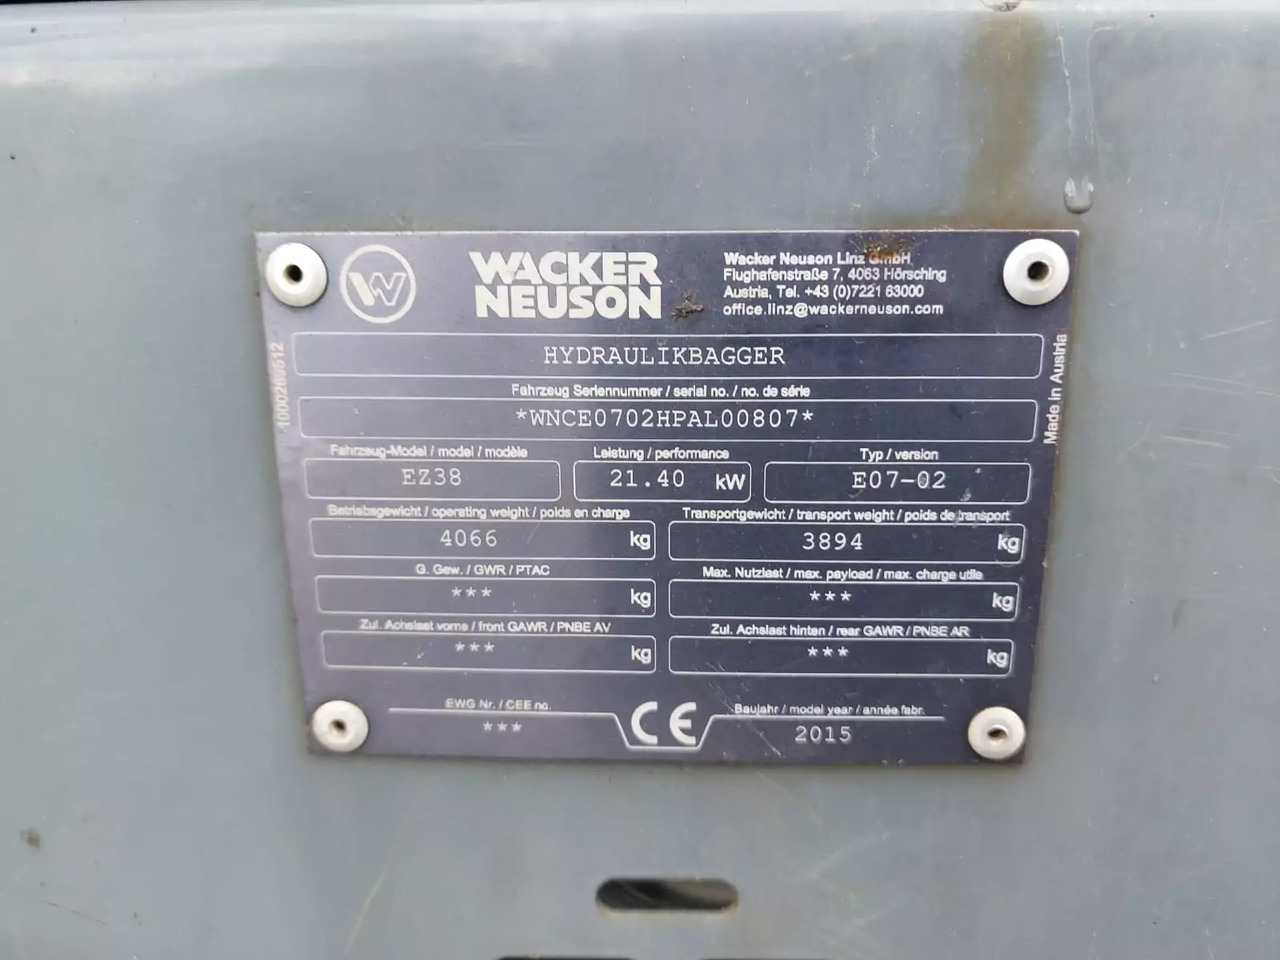 W
WACKER
NEUSON
Wacker Neuson Linz GmbH
Flughafenstraße 7, 4063 Hörsching
Austria, Tel. +43 (0)7221 63000
office.linz@wackerneuson.com
HYDRAULIKBAGGER
Made in Austria
Fahrzeug Seriennummer / serial no. / no. de série
*WNCE0702HPAL00807*
Fahrzeug-Model / model / modèle
EZ38
Leistung / performance
21.40 kW
Typ / version
E07-02
Betriebsgewicht / operating weight / poids en charge
4066 kg
Transportgewicht / transport weight / poids de transport
3894 kg
G. Gew. / GWR / PTAC
*** kg
Max. Nutzlast / max. payload / max. charge utile
*** kg
Zul. Achslast vorne / front GAWR / PNBE AV
*** kg
Zul. Achslast hinten / rear GAWR / PNBE AR
*** kg
EWG Nr. / CEE no.
***
CE
Baujahr / model year / année fabr.
2015